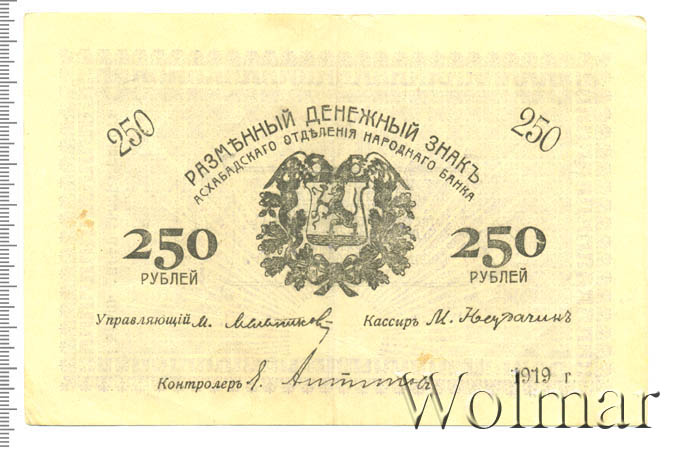 РАЗМѢННЫЙ ДЕНЕЖНЫЙ ЗНАКЪ
АСХАБАДСКАГО ОТДѢЛЕНІЯ НАРОДНАГО БАНКА
250 250
250 250
РУБЛЕЙ РУБЛЕЙ
Управляющій М. Кассиръ М.
Контролеръ 1919 г
Wolmar